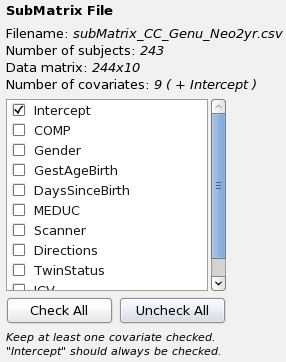 SubMatrix File
Filename: subMatrix_CC_Genu_Neo2yr.csv
Number of subjects: 243
Data matrix: 244x10
Number of covariates: 9 ( + Intercept )
Intercept
COMP
Gender
GestAgeBirth
DaysSinceBirth
MEDUC
Scanner
Directions
TwinStatus
ICV
Check All Uncheck All
Keep at least one covariate checked.
"Intercept" should always be checked.